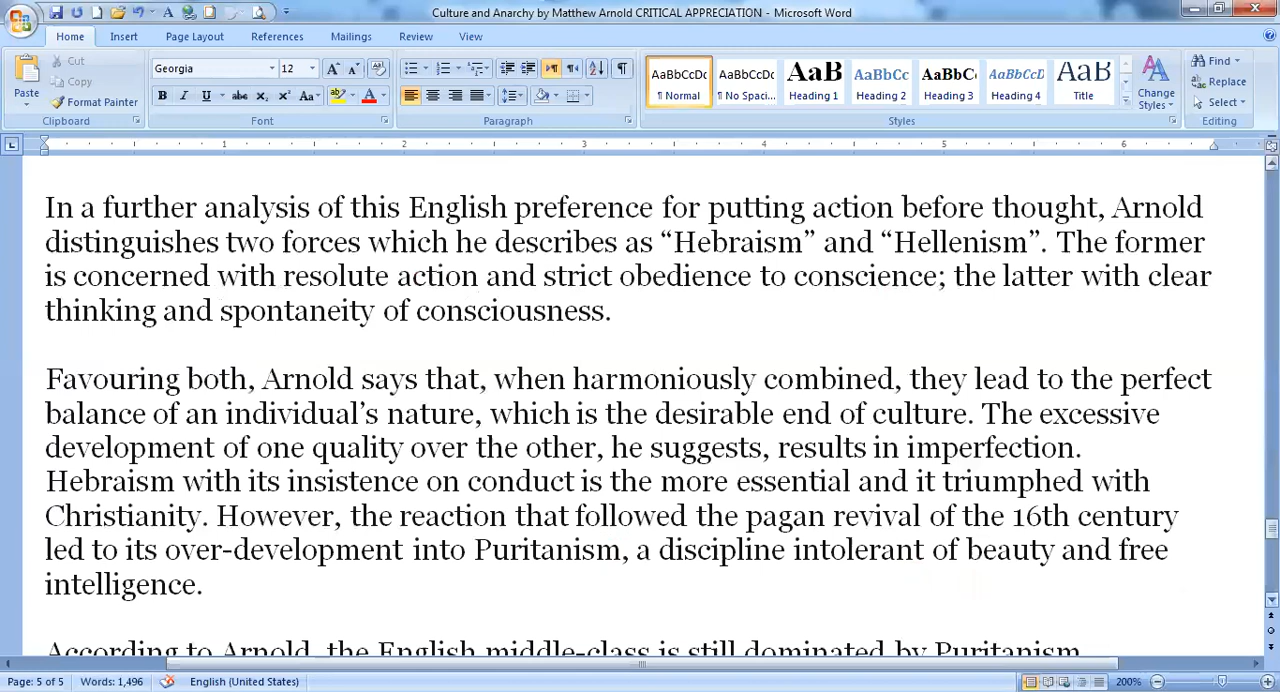 Culture and Anarchy by Matthew Arnold CRITICAL APPRECIATION - Microsoft Word
Home Insert Page Layout References Mailings Review View
Paste
Cut
Copy
Format Painter
Clipboard
Georgia 12
B I U abc x₂ x² Aa
Font
Paragraph
AaBbCcDc AaBbCcDc AaB AaBbCc AaBbC AaBbCcD AaB
¶ Normal ¶ No Spaci... Heading 1 Heading 2 Heading 3 Heading 4 Title
Change
Styles
Styles
Find
Replace
Select
Editing
1 2 3 4 5 6
In a further analysis of this English preference for putting action before thought, Arnold
distinguishes two forces which he describes as “Hebraism” and “Hellenism”. The former
is concerned with resolute action and strict obedience to conscience; the latter with clear
thinking and spontaneity of consciousness.
Favouring both, Arnold says that, when harmoniously combined, they lead to the perfect
balance of an individual’s nature, which is the desirable end of culture. The excessive
development of one quality over the other, he suggests, results in imperfection.
Hebraism with its insistence on conduct is the more essential and it triumphed with
Christianity. However, the reaction that followed the pagan revival of the 16th century
led to its over-development into Puritanism, a discipline intolerant of beauty and free
intelligence.
According to Arnold, the English middle-class is still dominated by Puritanism
Page: 5 of 5 Words: 1,496 English (United States) 200%